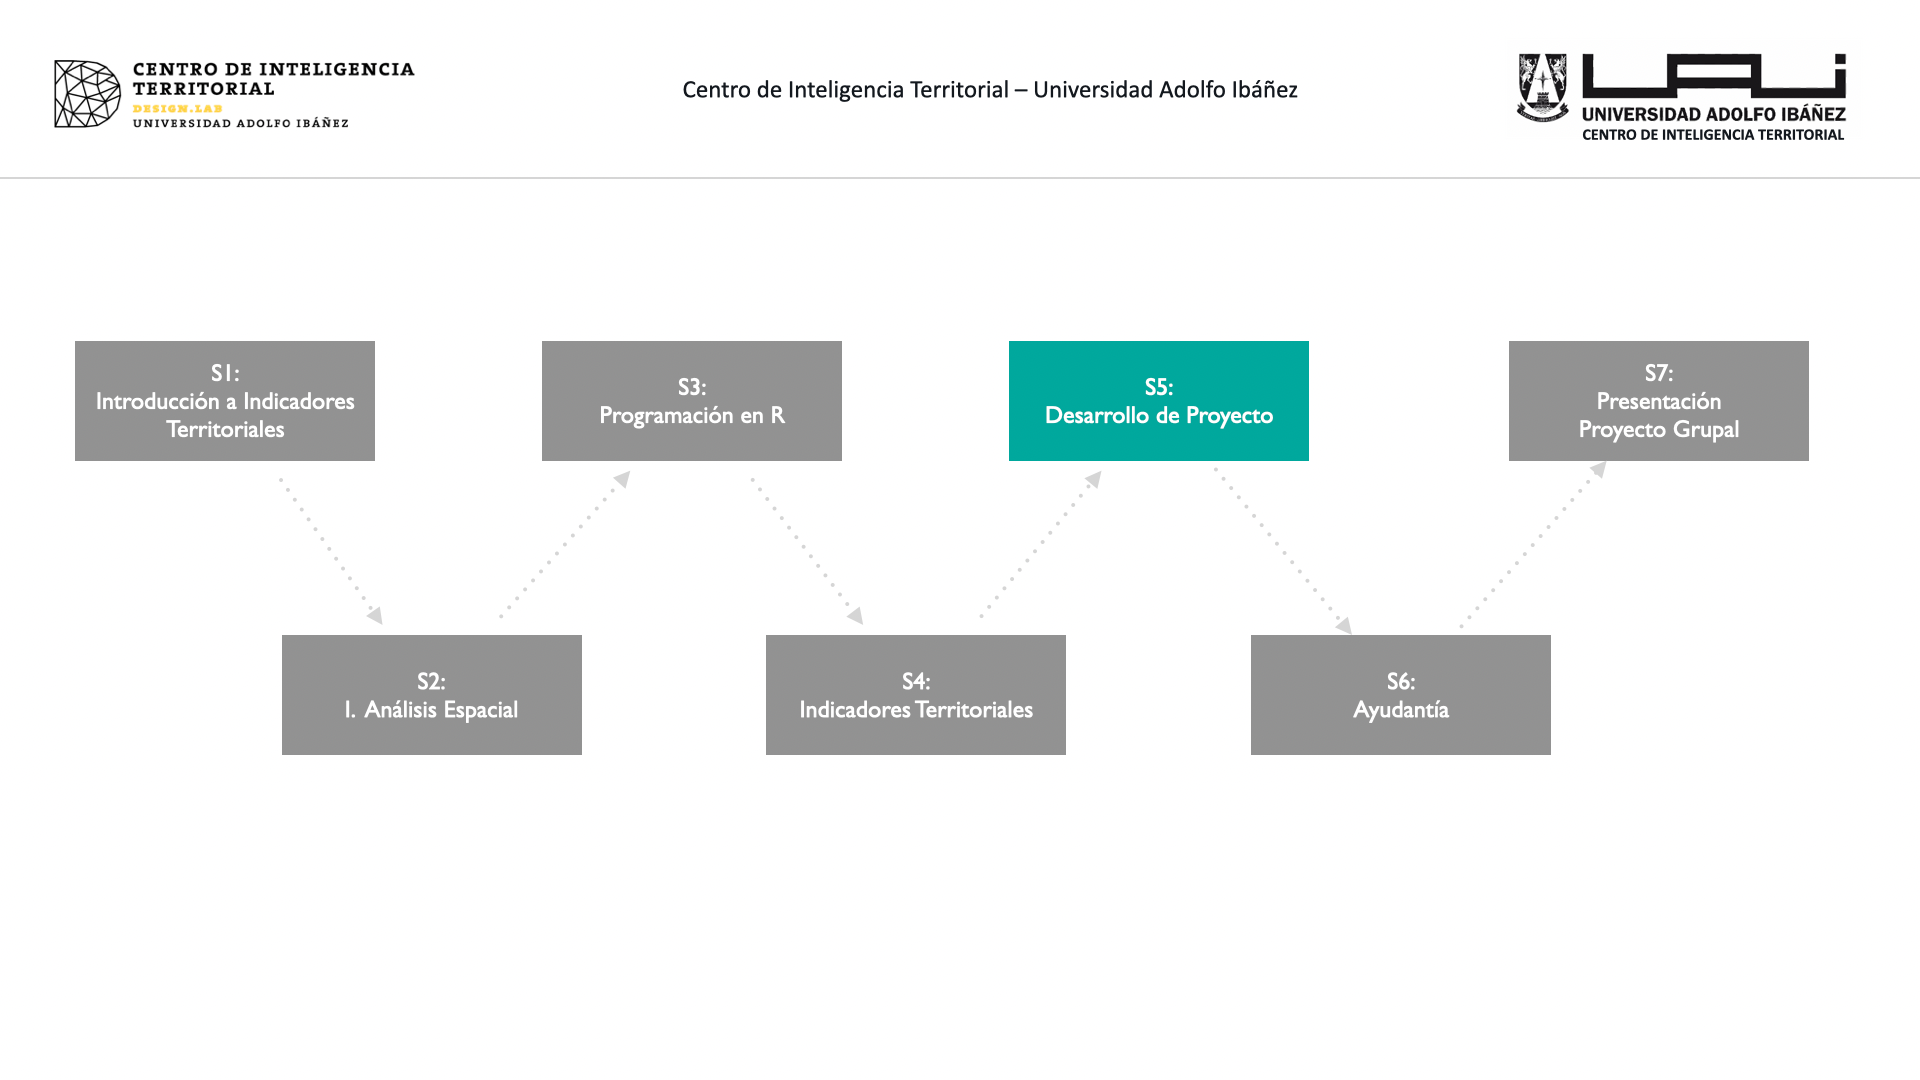 CENTRO DE INTELIGENCIA
TERRITORIAL
DESIGN.LAB
UNIVERSIDAD ADOLFO IBÁÑEZ
Centro de Inteligencia Territorial – Universidad Adolfo Ibáñez
UAI
UNIVERSIDAD ADOLFO IBÁÑEZ
CENTRO DE INTELIGENCIA TERRITORIAL
S1:
Introducción a Indicadores
Territoriales
S3:
Programación en R
S5:
Desarrollo de Proyecto
S7:
Presentación
Proyecto Grupal
S2:
I. Análisis Espacial
S4:
Indicadores Territoriales
S6:
Ayudantía